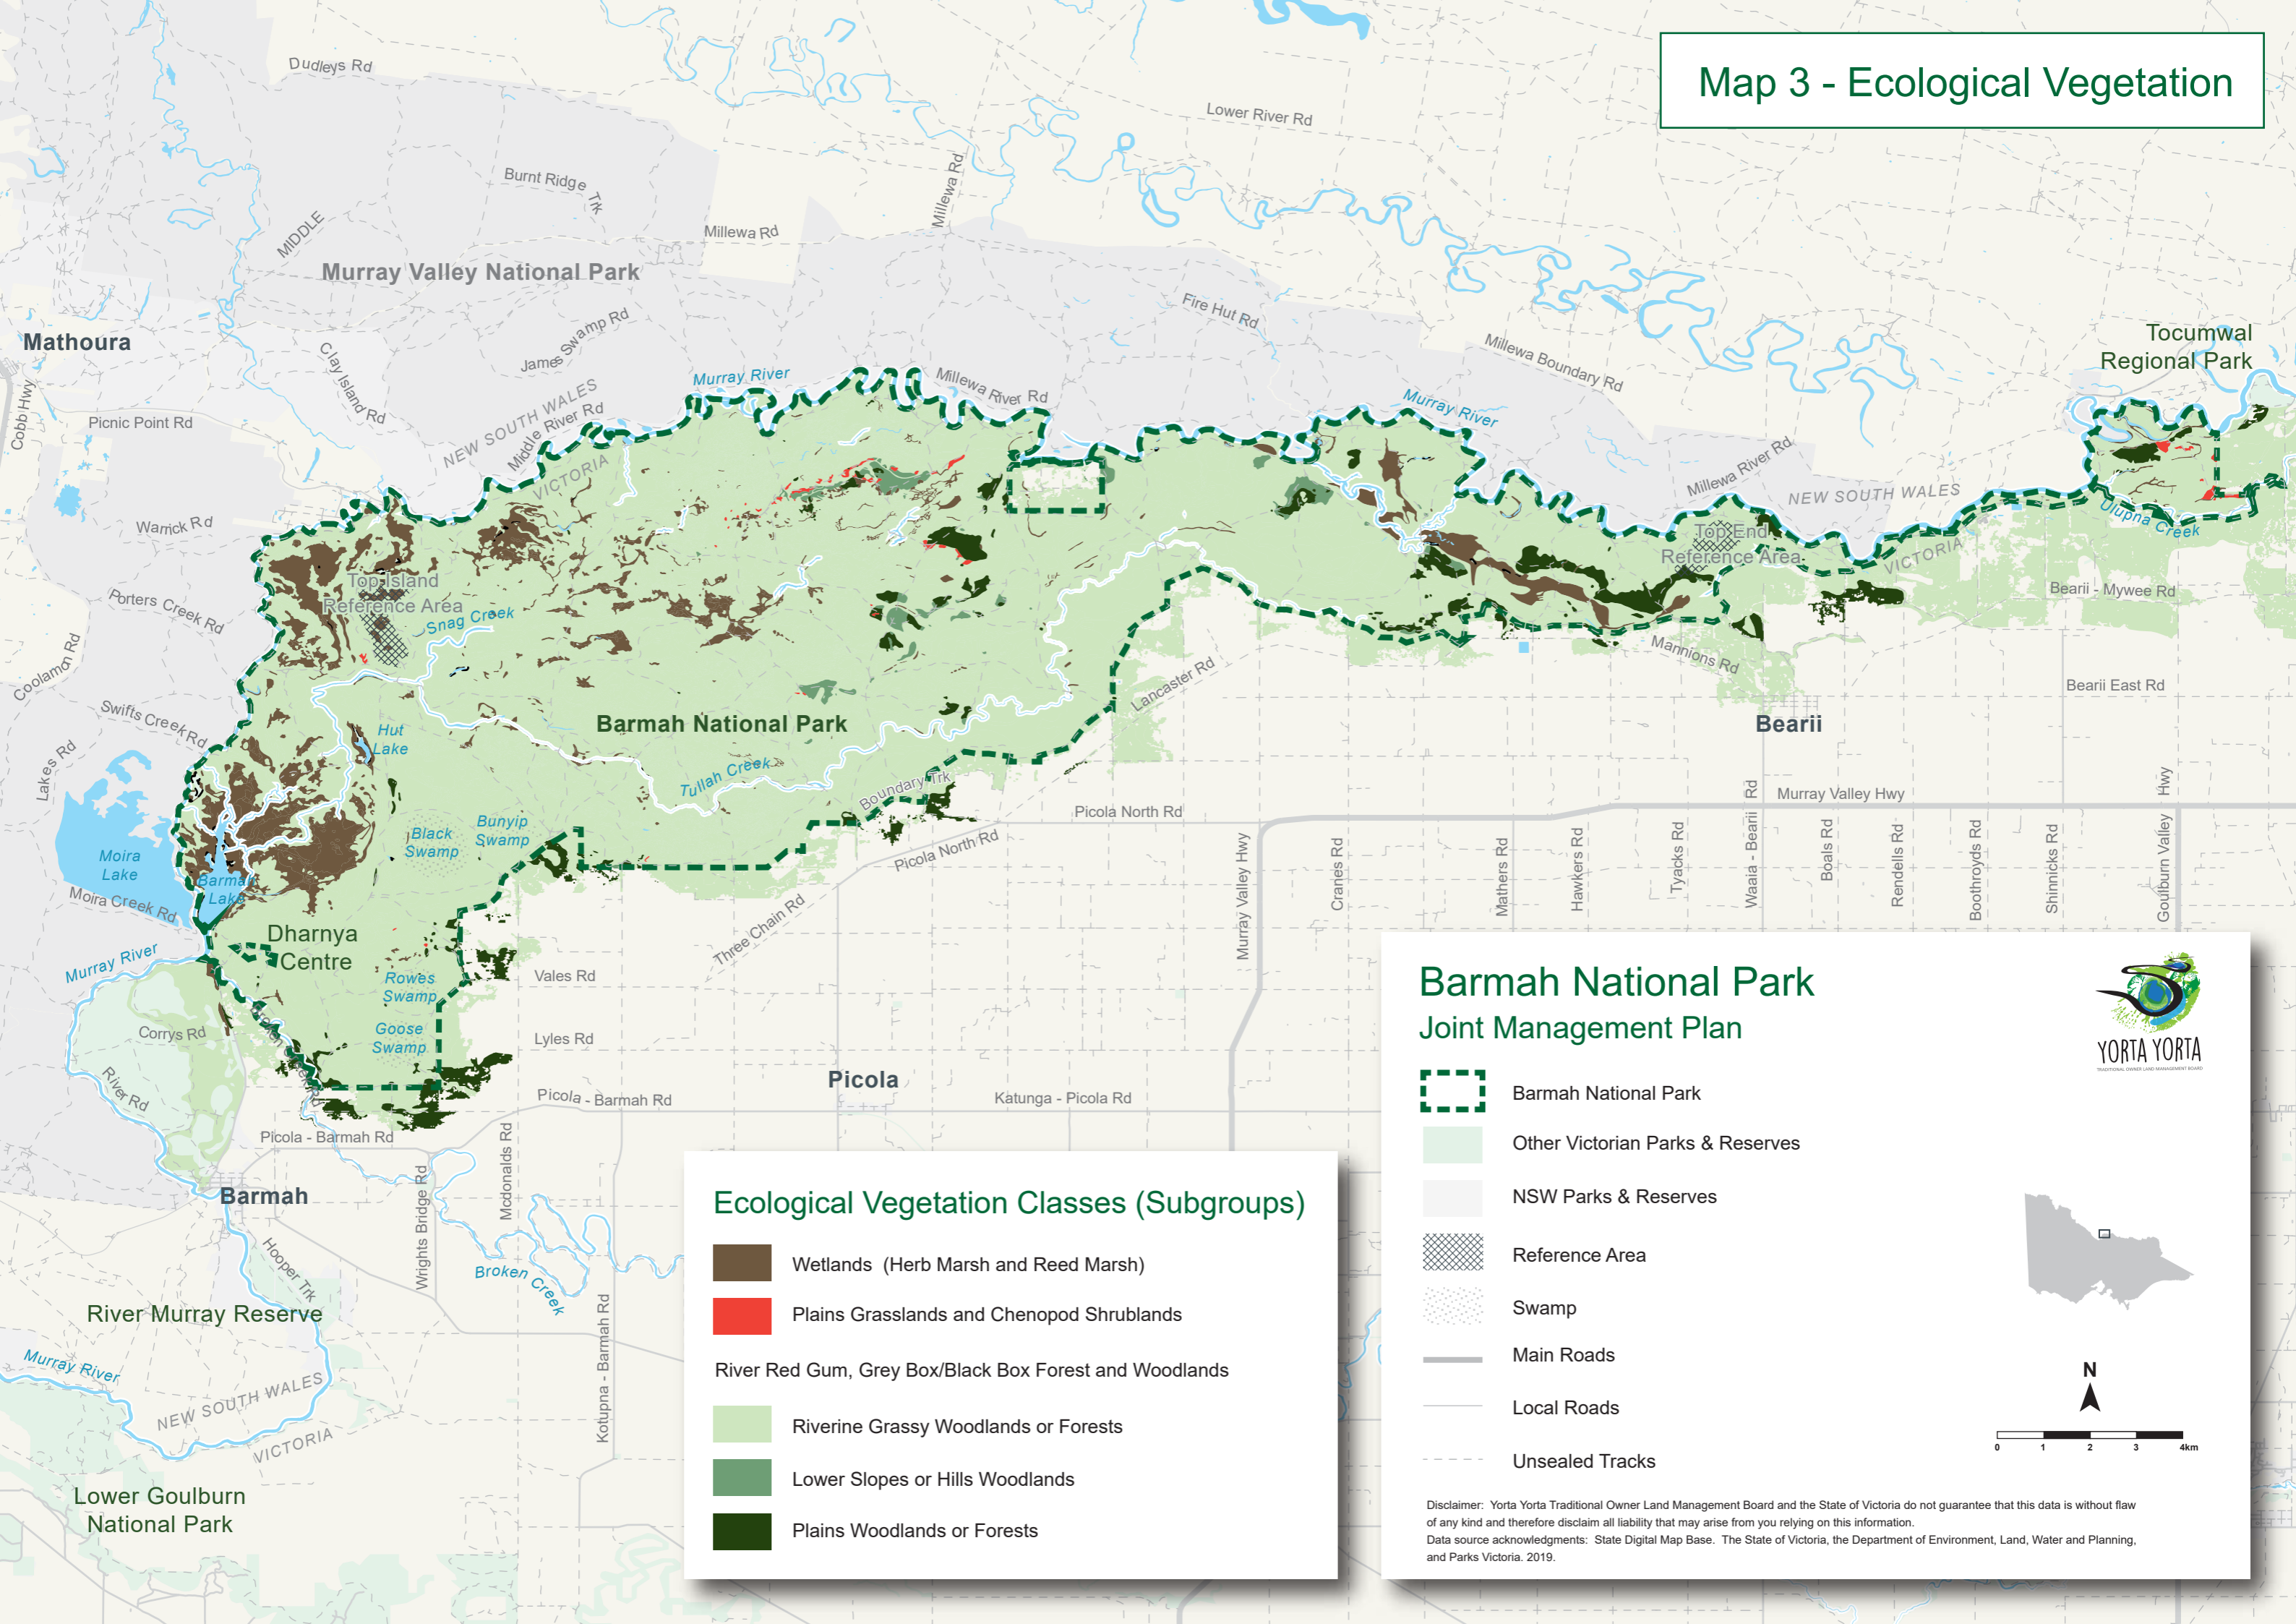 Map 3 - Ecological Vegetation
Dudleys Rd
Lower River Rd
Burnt Ridge Trk
Millewa Rd
MIDDLE
Millewa Rd
Murray Valley National Park
Fire Hut Rd
James Swamp Rd
Mathoura
Clay Island Rd
Millewa Boundary Rd
Tocumwal
Regional Park
Cobb Hwy
Picnic Point Rd
NEW SOUTH WALES
Middle River Rd
VICTORIA
Murray River
Millewa River Rd
Murray River
Millewa River Rd
NEW SOUTH WALES
Ulupna Creek
VICTORIA
Warrick Rd
Top Island
Reference Area
Top End
Reference Area
Snag Creek
Porters Creek Rd
Coolamon Rd
Bearii - Mywee Rd
Mannions Rd
Lancaster Rd
Bearii East Rd
Swifts Creek Rd
Lakes Rd
Hut
Lake
Barmah National Park
Bearii
Tullah Creek
Boundary Trk
Murray Valley Hwy
Picola North Rd
Picola North Rd
Black
Swamp
Bunyip
Swamp
Moira
Lake
Barmah
Lake
Moira Creek Rd
Three Chain Rd
Murray Valley Hwy
Cranes Rd
Mathers Rd
Hawkers Rd
Tyacks Rd
Waaia - Bearii Rd
Boals Rd
Rendells Rd
Boothroyds Rd
Shinnicks Rd
Goulburn Valley Hwy
Dharnya
Centre
Murray River
Rowes
Swamp
Vales Rd
Goose
Swamp
Lyles Rd
Corrys Rd
River Rd
Picola
Picola - Barmah Rd
Katunga - Picola Rd
Picola - Barmah Rd
Barmah
Wrights Bridge Rd
Mcdonalds Rd
Hooper Trk
Broken Creek
Kotupna - Barmah Rd
River Murray Reserve
Murray River
NEW SOUTH WALES
VICTORIA
Lower Goulburn
National Park
Ecological Vegetation Classes (Subgroups)
Wetlands (Herb Marsh and Reed Marsh)
Plains Grasslands and Chenopod Shrublands
River Red Gum, Grey Box/Black Box Forest and Woodlands
Riverine Grassy Woodlands or Forests
Lower Slopes or Hills Woodlands
Plains Woodlands or Forests
Barmah National Park
Joint Management Plan
YORTA YORTA
TRADITIONAL OWNER LAND MANAGEMENT BOARD
Barmah National Park
Other Victorian Parks & Reserves
NSW Parks & Reserves
Reference Area
Swamp
Main Roads
Local Roads
Unsealed Tracks
N
0 1 2 3 4km
Disclaimer: Yorta Yorta Traditional Owner Land Management Board and the State of Victoria do not guarantee that this data is without flaw
of any kind and therefore disclaim all liability that may arise from you relying on this information.
Data source acknowledgments: State Digital Map Base. The State of Victoria, the Department of Environment, Land, Water and Planning,
and Parks Victoria. 2019.